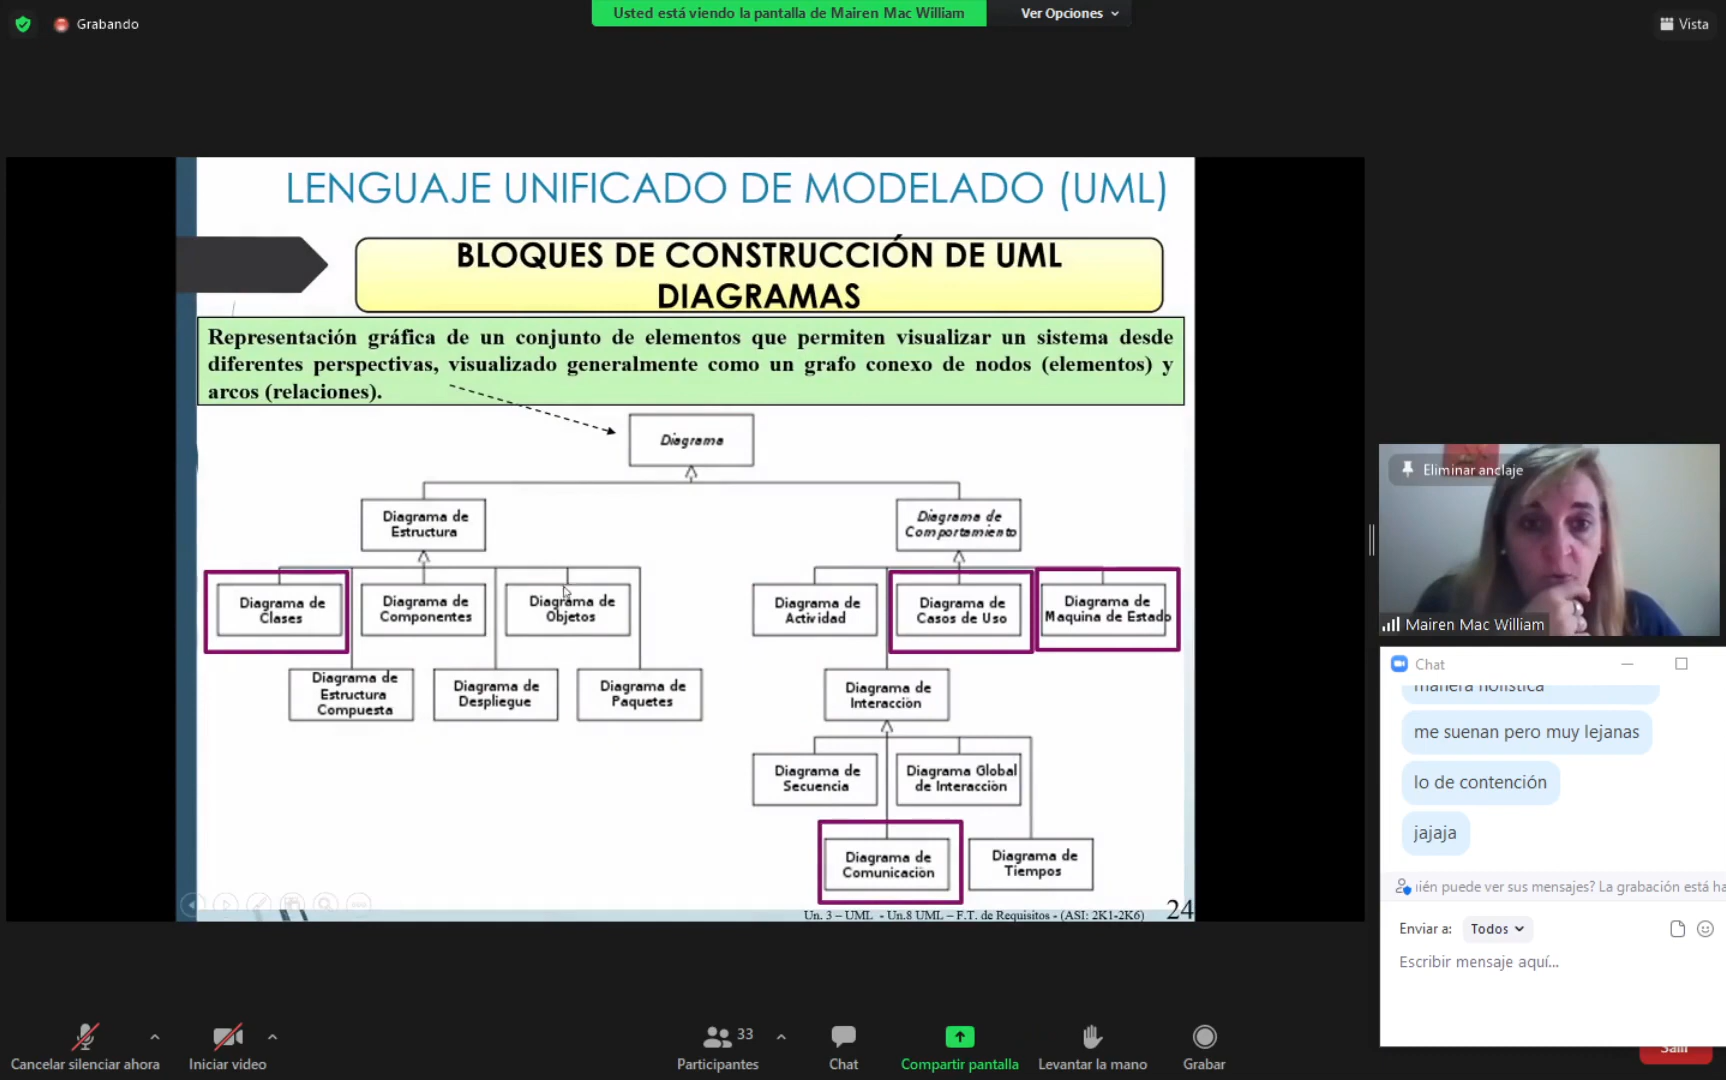 Grabando
Usted está viendo la pantalla de Mairen Mac William
Ver Opciones
Vista
LENGUAJE UNIFICADO DE MODELADO (UML)
BLOQUES DE CONSTRUCCIÓN DE UML
DIAGRAMAS
Representación gráfica de un conjunto de elementos que permiten visualizar un sistema desde
diferentes perspectivas, visualizado generalmente como un grafo conexo de nodos (elementos) y
arcos (relaciones).
Diagrama
Diagrama de
Estructura
Diagrama de
Comportamiento
Diagrama de
Clases
Diagrama de
Componentes
Diagrama de
Objetos
Diagrama de
Actividad
Diagrama de
Casos de Uso
Diagrama de
Maquina de Estado
Diagrama de
Estructura
Compuesta
Diagrama de
Despliegue
Diagrama de
Paquetes
Diagrama de
Interacción
Diagrama de
Secuencia
Diagrama Global
de Interacción
Diagrama de
Comunicación
Diagrama de
Tiempos
Un. 3 – UML - Un.8 UML – F.T. de Requisitos - (ASI: 2K1-2K6)
24
Eliminar anclaje
Mairen Mac William
Chat
manera holística
me suenan pero muy lejanas
lo de contención
jajaja
ién puede ver sus mensajes? La grabación está ha
Enviar a: Todos
Escribir mensaje aquí...
Cancelar silenciar ahora
Iniciar video
33
Participantes
Chat
Compartir pantalla
Levantar la mano
Grabar
Salir